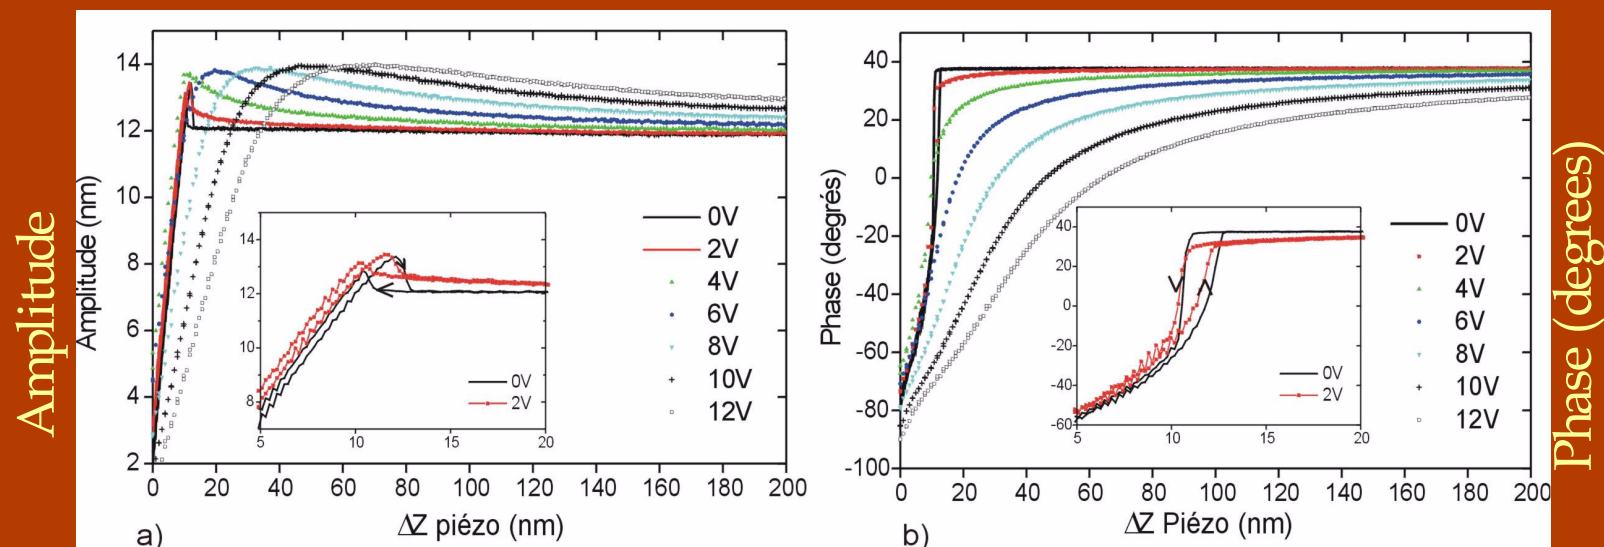 Amplitude
Amplitude (nm)
14
12
10
8
6
4
2
0 20 40 60 80 100 120 140 160 180 200
ΔZ piézo (nm)
a)
0V
2V
4V
6V
8V
10V
12V
14
12
10
8
5 10 15 20
0V
2V
Phase (degrés)
40
20
0
-20
-40
-60
-80
-100
0 20 40 60 80 100 120 140 160 180 200
ΔZ Piézo (nm)
b)
0V
2V
4V
6V
8V
10V
12V
40
20
0
-20
-40
-60
5 10 15 20
0V
2V
Phase (degrees)